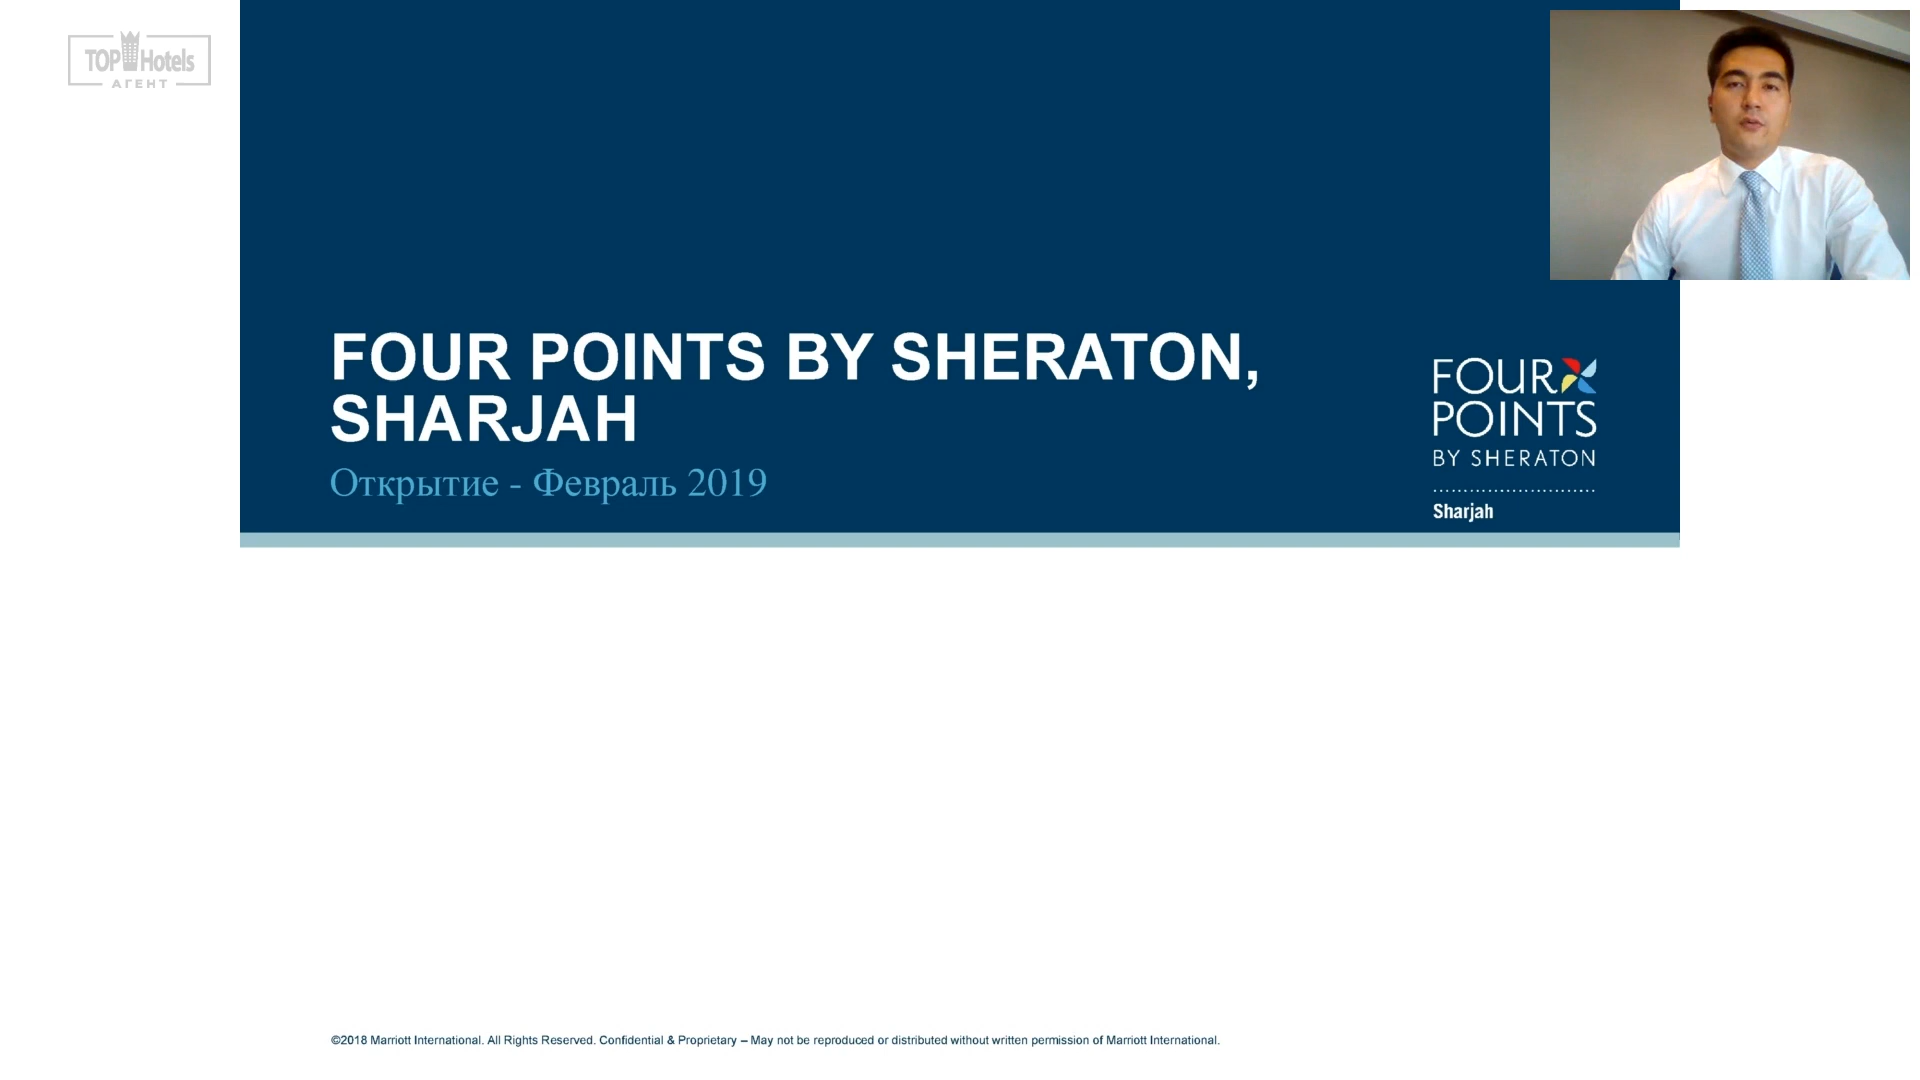 TOP Hotels
АГЕНТ
FOUR POINTS BY SHERATON,
SHARJAH
Открытие - Февраль 2019
FOUR
POINTS
BY SHERATON
Sharjah
©2018 Marriott International. All Rights Reserved. Confidential & Proprietary – May not be reproduced or distributed without written permission of Marriott International.